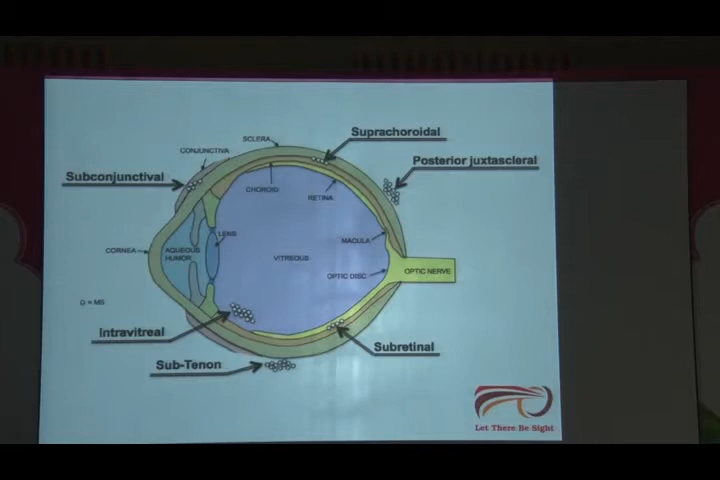 Suprachoroidal
SCLERA
CONJUNCTIVA
Posterior juxtascleral
Subconjunctival
CHOROID
RETINA
LENS
MACULA
CORNEA
AQUEOUS
HUMOR
VITREOUS
OPTIC DISC
OPTIC NERVE
Intravitreal
Subretinal
Sub-Tenon
Let There Be Sight